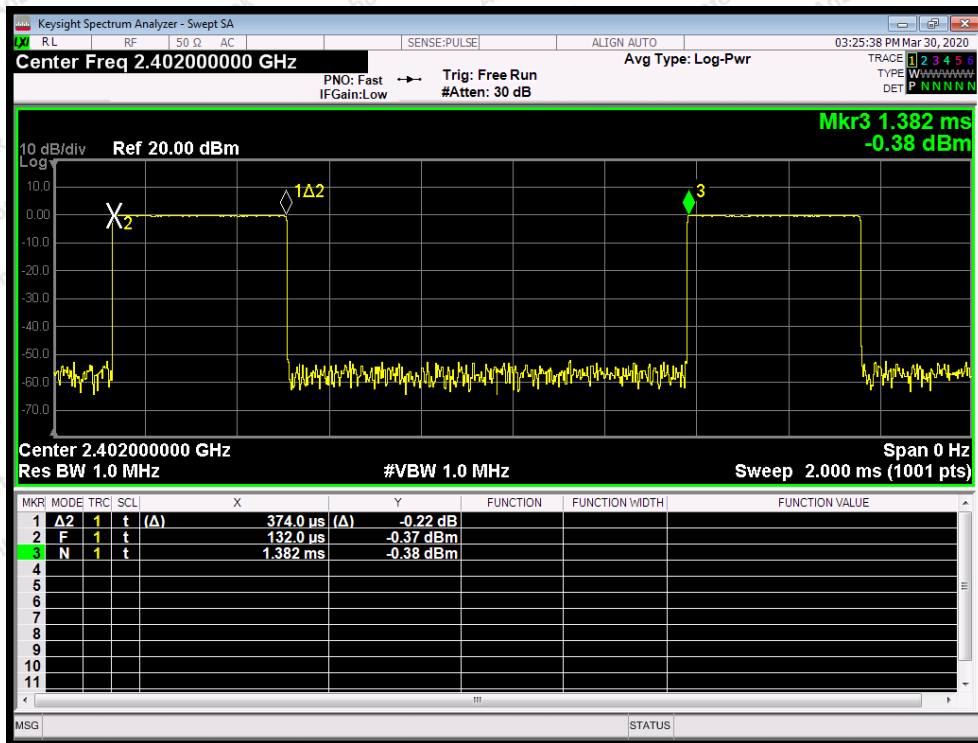 Keysight Spectrum Analyzer - Swept SA
LXI RL RF 50 Ω AC SENSE:PULSE ALIGN AUTO 03:25:38 PM Mar 30, 2020
Center Freq 2.402000000 GHz Avg Type: Log-Pwr TRACE 1 2 3 4 5 6
PNO: Fast Trig: Free Run TYPE WWWWWWW
IFGain:Low #Atten: 30 dB DET P N N N N N
Mkr3 1.382 ms
10 dB/div Ref 20.00 dBm -0.38 dBm
Log
10.0
1Δ2
3
0.00
2
-10.0
-20.0
-30.0
-40.0
-50.0
-60.0
-70.0
Center 2.402000000 GHz Span 0 Hz
Res BW 1.0 MHz #VBW 1.0 MHz Sweep 2.000 ms (1001 pts)
MKR MODE TRC SCL X Y FUNCTION FUNCTION WIDTH FUNCTION VALUE
1 Δ2 1 t (Δ) 374.0 µs (Δ) -0.22 dB
2 F 1 t 132.0 µs -0.37 dBm
3 N 1 t 1.382 ms -0.38 dBm
4
5
6
7
8
9
10
11
MSG STATUS